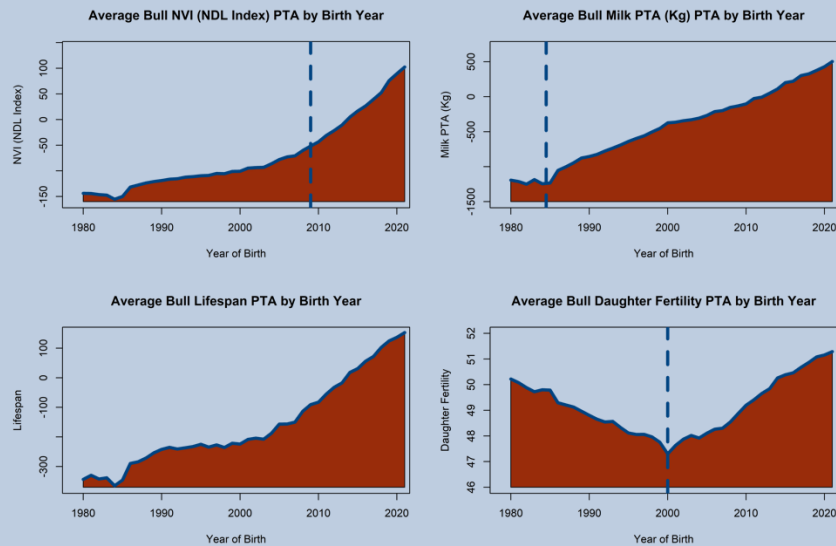 Average Bull NVI (NDL Index) PTA by Birth Year
NVI (NDL Index)
100
50
-50
-150
1980 1990 2000 2010 2020
Year of Birth
Average Bull Milk PTA (Kg) PTA by Birth Year
Milk PTA (Kg)
500
0
-500
-1500
1980 1990 2000 2010 2020
Year of Birth
Average Bull Lifespan PTA by Birth Year
Lifespan
100
0
-100
-300
1980 1990 2000 2010 2020
Year of Birth
Average Bull Daughter Fertility PTA by Birth Year
Daughter Fertility
52
51
50
49
48
47
46
1980 1990 2000 2010 2020
Year of Birth